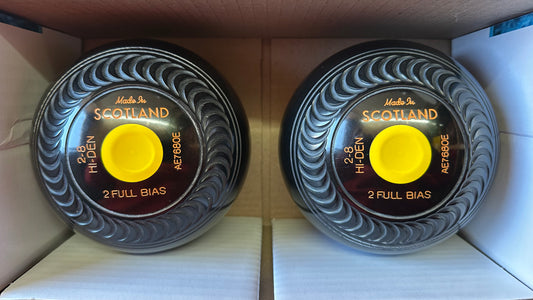 Made In
SCOTLAND
2-8
HI-DEN
AE7680E
2 FULL BIAS
Made In
SCOTLAND
2-8
HI-DEN
AE7680E
2 FULL BIAS